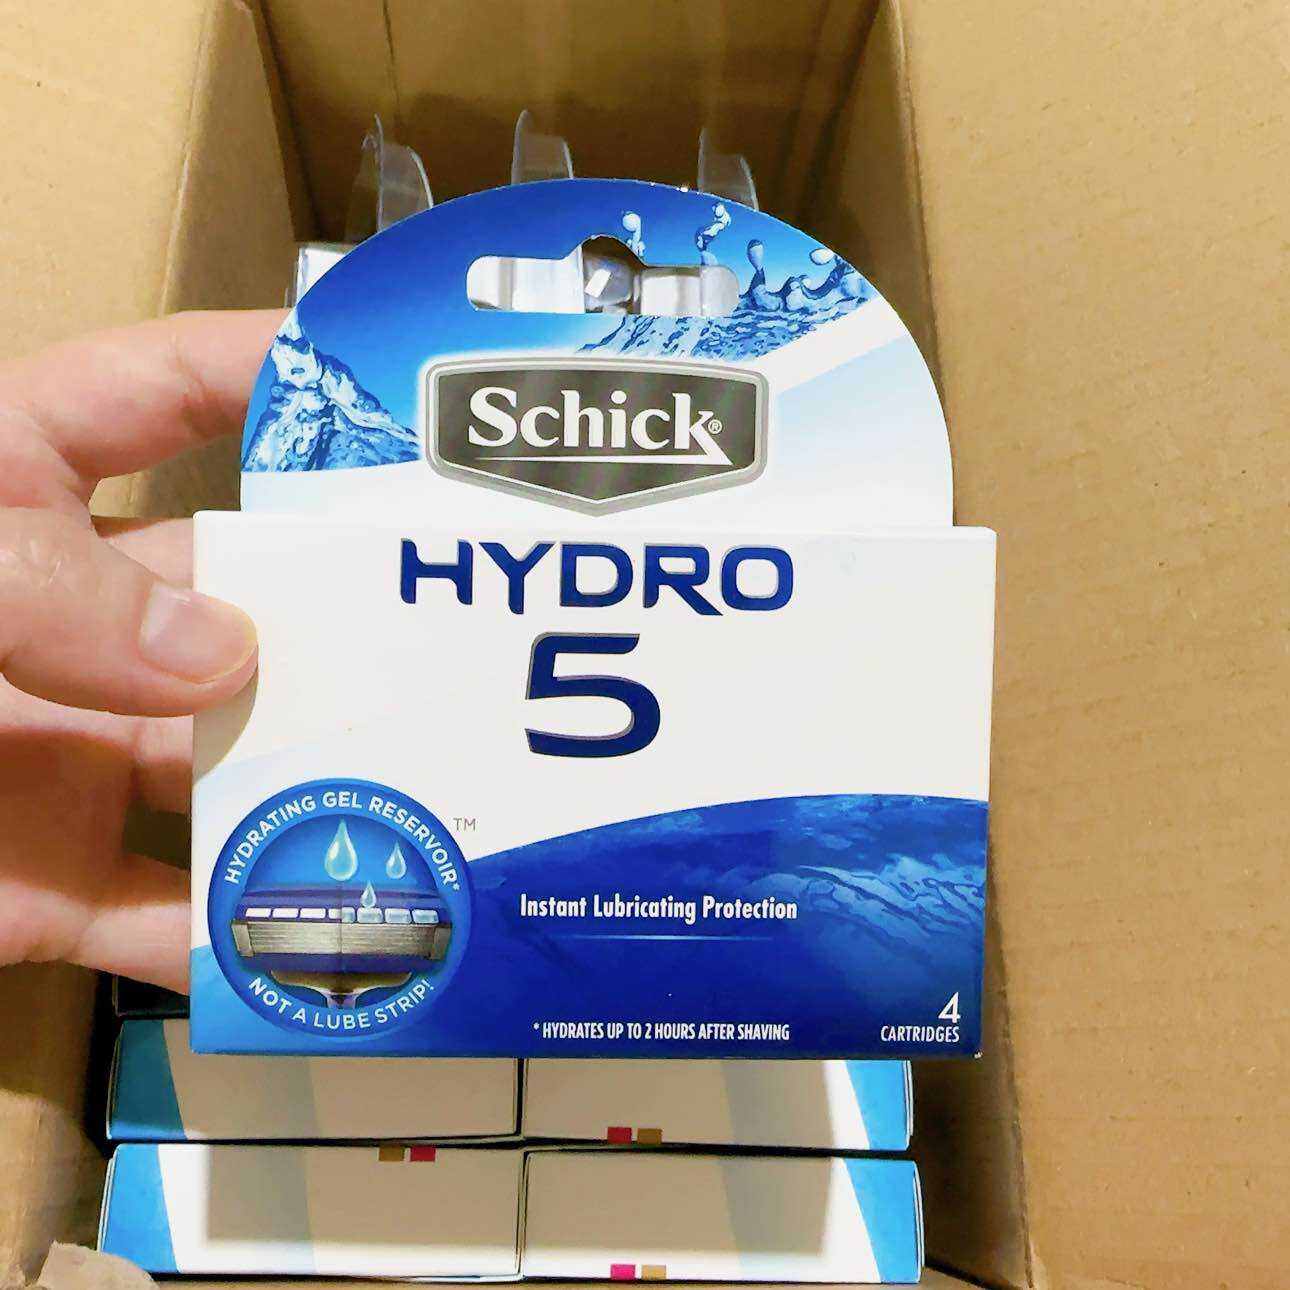 Schick®
HYDRO
5
HYDRATING GEL RESERVOIR*
TM
NOT A LUBE STRIP!
Instant Lubricating Protection
* HYDRATES UP TO 2 HOURS AFTER SHAVING
4
CARTRIDGES